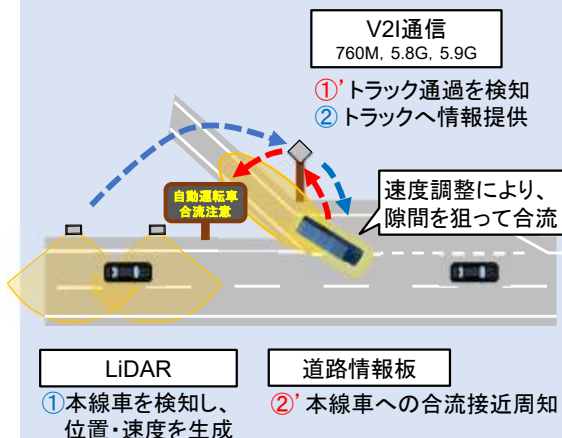 V2I通信
760M, 5.8G, 5.9G
①’トラック通過を検知
② トラックへ情報提供
自動運転車
合流注意
速度調整により、
隙間を狙って合流
LiDAR
①本線車を検知し、
位置・速度を生成
道路情報板
②’ 本線車への合流接近周知